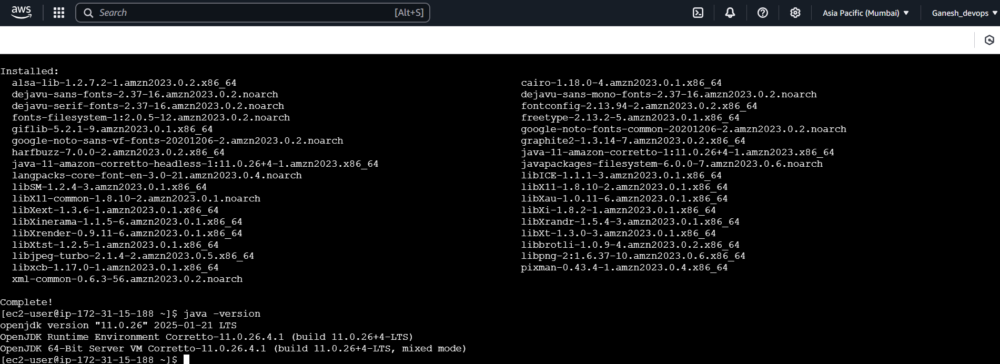 aws
Search [Alt+S] Asia Pacific (Mumbai) Ganesh_devops
Installed:
alsa-lib-1.2.7.2-1.amzn2023.0.2.x86_64 cairo-1.18.0-4.amzn2023.0.1.x86_64
dejavu-sans-fonts-2.37-16.amzn2023.0.2.noarch dejavu-sans-mono-fonts-2.37-16.amzn2023.0.2.noarch
dejavu-serif-fonts-2.37-16.amzn2023.0.2.noarch fontconfig-2.13.94-2.amzn2023.0.2.x86_64
fonts-filesystem-1:2.0.5-12.amzn2023.0.2.noarch freetype-2.13.2-5.amzn2023.0.1.x86_64
giflib-5.2.1-9.amzn2023.0.1.x86_64 google-noto-fonts-common-20201206-2.amzn2023.0.2.noarch
google-noto-sans-vf-fonts-20201206-2.amzn2023.0.2.noarch graphite2-1.3.14-7.amzn2023.0.2.x86_64
harfbuzz-7.0.0-2.amzn2023.0.2.x86_64 java-11-amazon-corretto-1:11.0.26+4-1.amzn2023.x86_64
java-11-amazon-corretto-headless-1:11.0.26+4-1.amzn2023.x86_64 javapackages-filesystem-6.0.0-7.amzn2023.0.6.noarch
langpacks-core-font-en-3.0-21.amzn2023.0.4.noarch libICE-1.1.1-3.amzn2023.0.1.x86_64
libSM-1.2.4-3.amzn2023.0.1.x86_64 libX11-1.8.10-2.amzn2023.0.1.x86_64
libX11-common-1.8.10-2.amzn2023.0.1.noarch libXau-1.0.11-6.amzn2023.0.1.x86_64
libXext-1.3.6-1.amzn2023.0.1.x86_64 libXi-1.8.2-1.amzn2023.0.1.x86_64
libXinerama-1.1.5-6.amzn2023.0.1.x86_64 libXrandr-1.5.4-3.amzn2023.0.1.x86_64
libXrender-0.9.11-6.amzn2023.0.1.x86_64 libXt-1.3.0-3.amzn2023.0.1.x86_64
libXtst-1.2.5-1.amzn2023.0.1.x86_64 libbrotli-1.0.9-4.amzn2023.0.2.x86_64
libjpeg-turbo-2.1.4-2.amzn2023.0.5.x86_64 libpng-2:1.6.37-10.amzn2023.0.6.x86_64
libxcb-1.17.0-1.amzn2023.0.1.x86_64 pixman-0.43.4-1.amzn2023.0.4.x86_64
xml-common-0.6.3-56.amzn2023.0.2.noarch
Complete!
[ec2-user@ip-172-31-15-188 ~]$ java -version
openjdk version "11.0.26" 2025-01-21 LTS
OpenJDK Runtime Environment Corretto-11.0.26.4.1 (build 11.0.26+4-LTS)
OpenJDK 64-Bit Server VM Corretto-11.0.26.4.1 (build 11.0.26+4-LTS, mixed mode)
[ec2-user@ip-172-31-15-188 ~]$